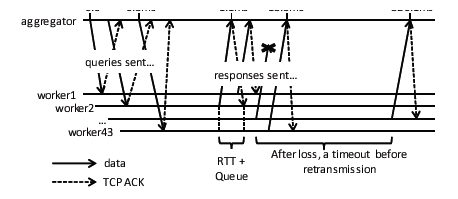 aggregator
queries sent...
responses sent...
worker1
worker2
...
worker43
data
TCP ACK
RTT +
Queue
After loss, a timeout before
retransmission